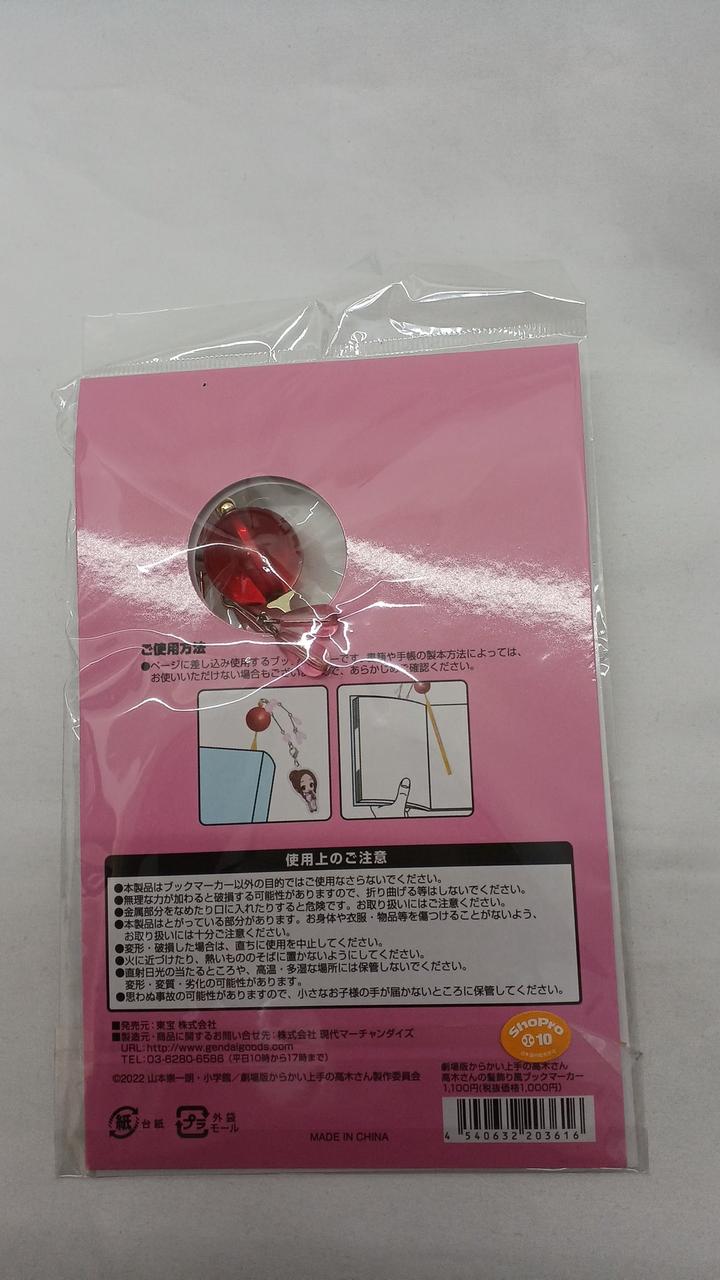 ご使用方法
●ページに差し込み使用するブッ ーです。書籍や手帳の製本方法によっては、
お使いいただけない場合もござい で、あらかじめご確認ください。
使用上のご注意
●本製品はブックマーカー以外の目的ではご使用なさらないでください。
●無理な力が加わると破損する可能性がありますので、折り曲げる等はしないでください。
●金属部分をなめたり口に入れたりすると危険です。お取り扱いにはご注意ください。
●本製品はとがっている部分があります。お身体や衣服・物品等を傷つけることがないよう、
お取り扱いには十分ご注意ください。
●変形・破損した場合は、直ちに使用を中止してください。
●火に近づけたり、熱いもののそばに置かないようにしてください。
●直射日光の当たるところや、高温・多湿な場所には保管しないでください。
変形・変質・劣化の可能性があります。
●思わぬ事故の可能性がありますので、小さなお子様の手が届かないところに保管してください。
■発売元：東宝 株式会社
■製造元・商品に関するお問い合せ先：株式会社 現代マーチャンダイズ
URL:http://www.gendaigoods.com
TEL:03-6280-6586（平日10時から17時まで）
©2022 山本崇一朗・小学館／劇場版からかい上手の高木さん製作委員会
ShoPro
10
劇場版からかい上手の高木さん
高木さんの髪飾り風ブックマーカー
1,100円(税抜価格1,000円)
紙 台紙
プラ 外袋
モール
MADE IN CHINA
4 540632 203616